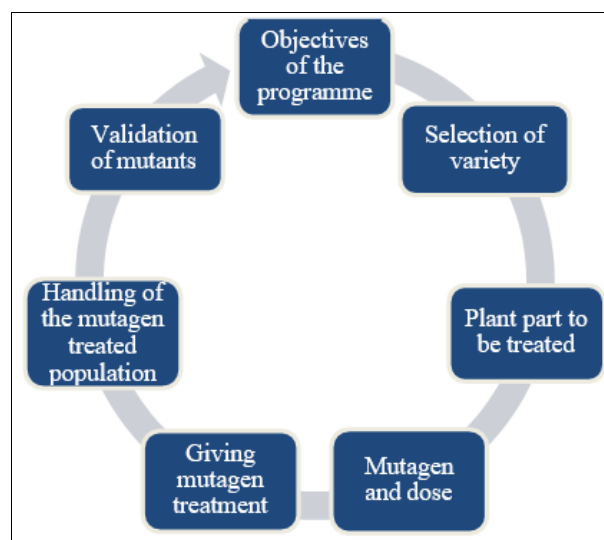 Objectives
of the
programme
Selection of
variety
Plant part to
be treated
Mutagen
and dose
Giving
mutagen
treatment
Handling of
the mutagen
treated
population
Validation
of mutants